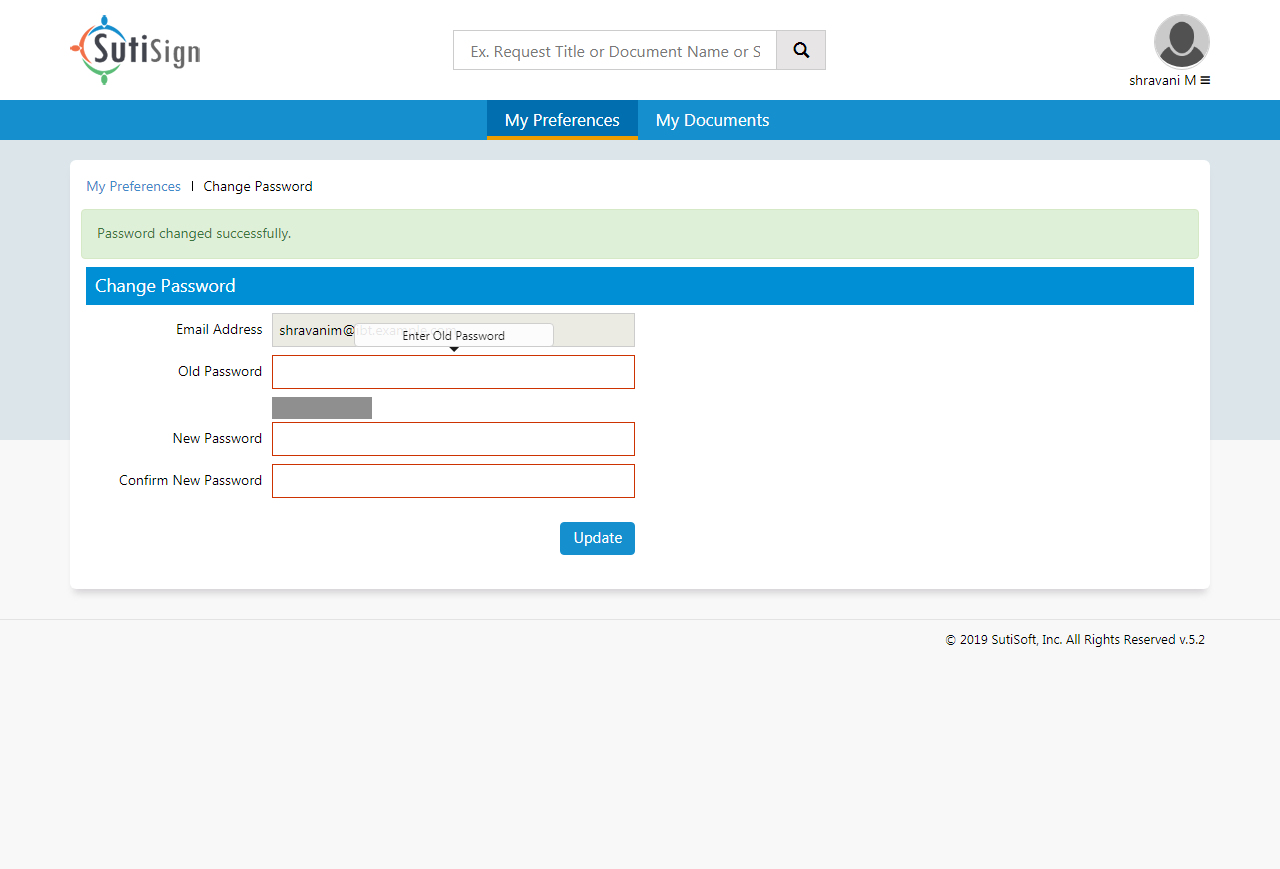 SutiSign
Ex. Request Title or Document Name or S
shravani M
My Preferences My Documents
My Preferences | Change Password
Password changed successfully.
Change Password
Email Address shravanim@
Enter Old Password
Old Password
New Password
Confirm New Password
Update
© 2019 SutiSoft, Inc. All Rights Reserved v.5.2